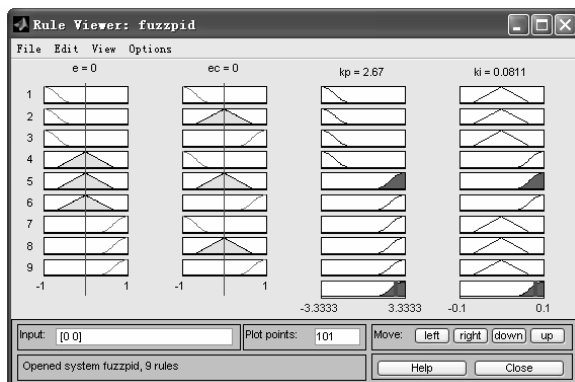 Rule Viewer: fuzzpid
File Edit View Options
e = 0 ec = 0 kp = 2.67 ki = 0.0811
1
2
3
4
5
6
7
8
9
-1 1 -1 1
-3.3333 3.3333 -0.1 0.1
Input: [0 0] Plot points: 101 Move: left right down up
Opened system fuzzpid, 9 rules Help Close